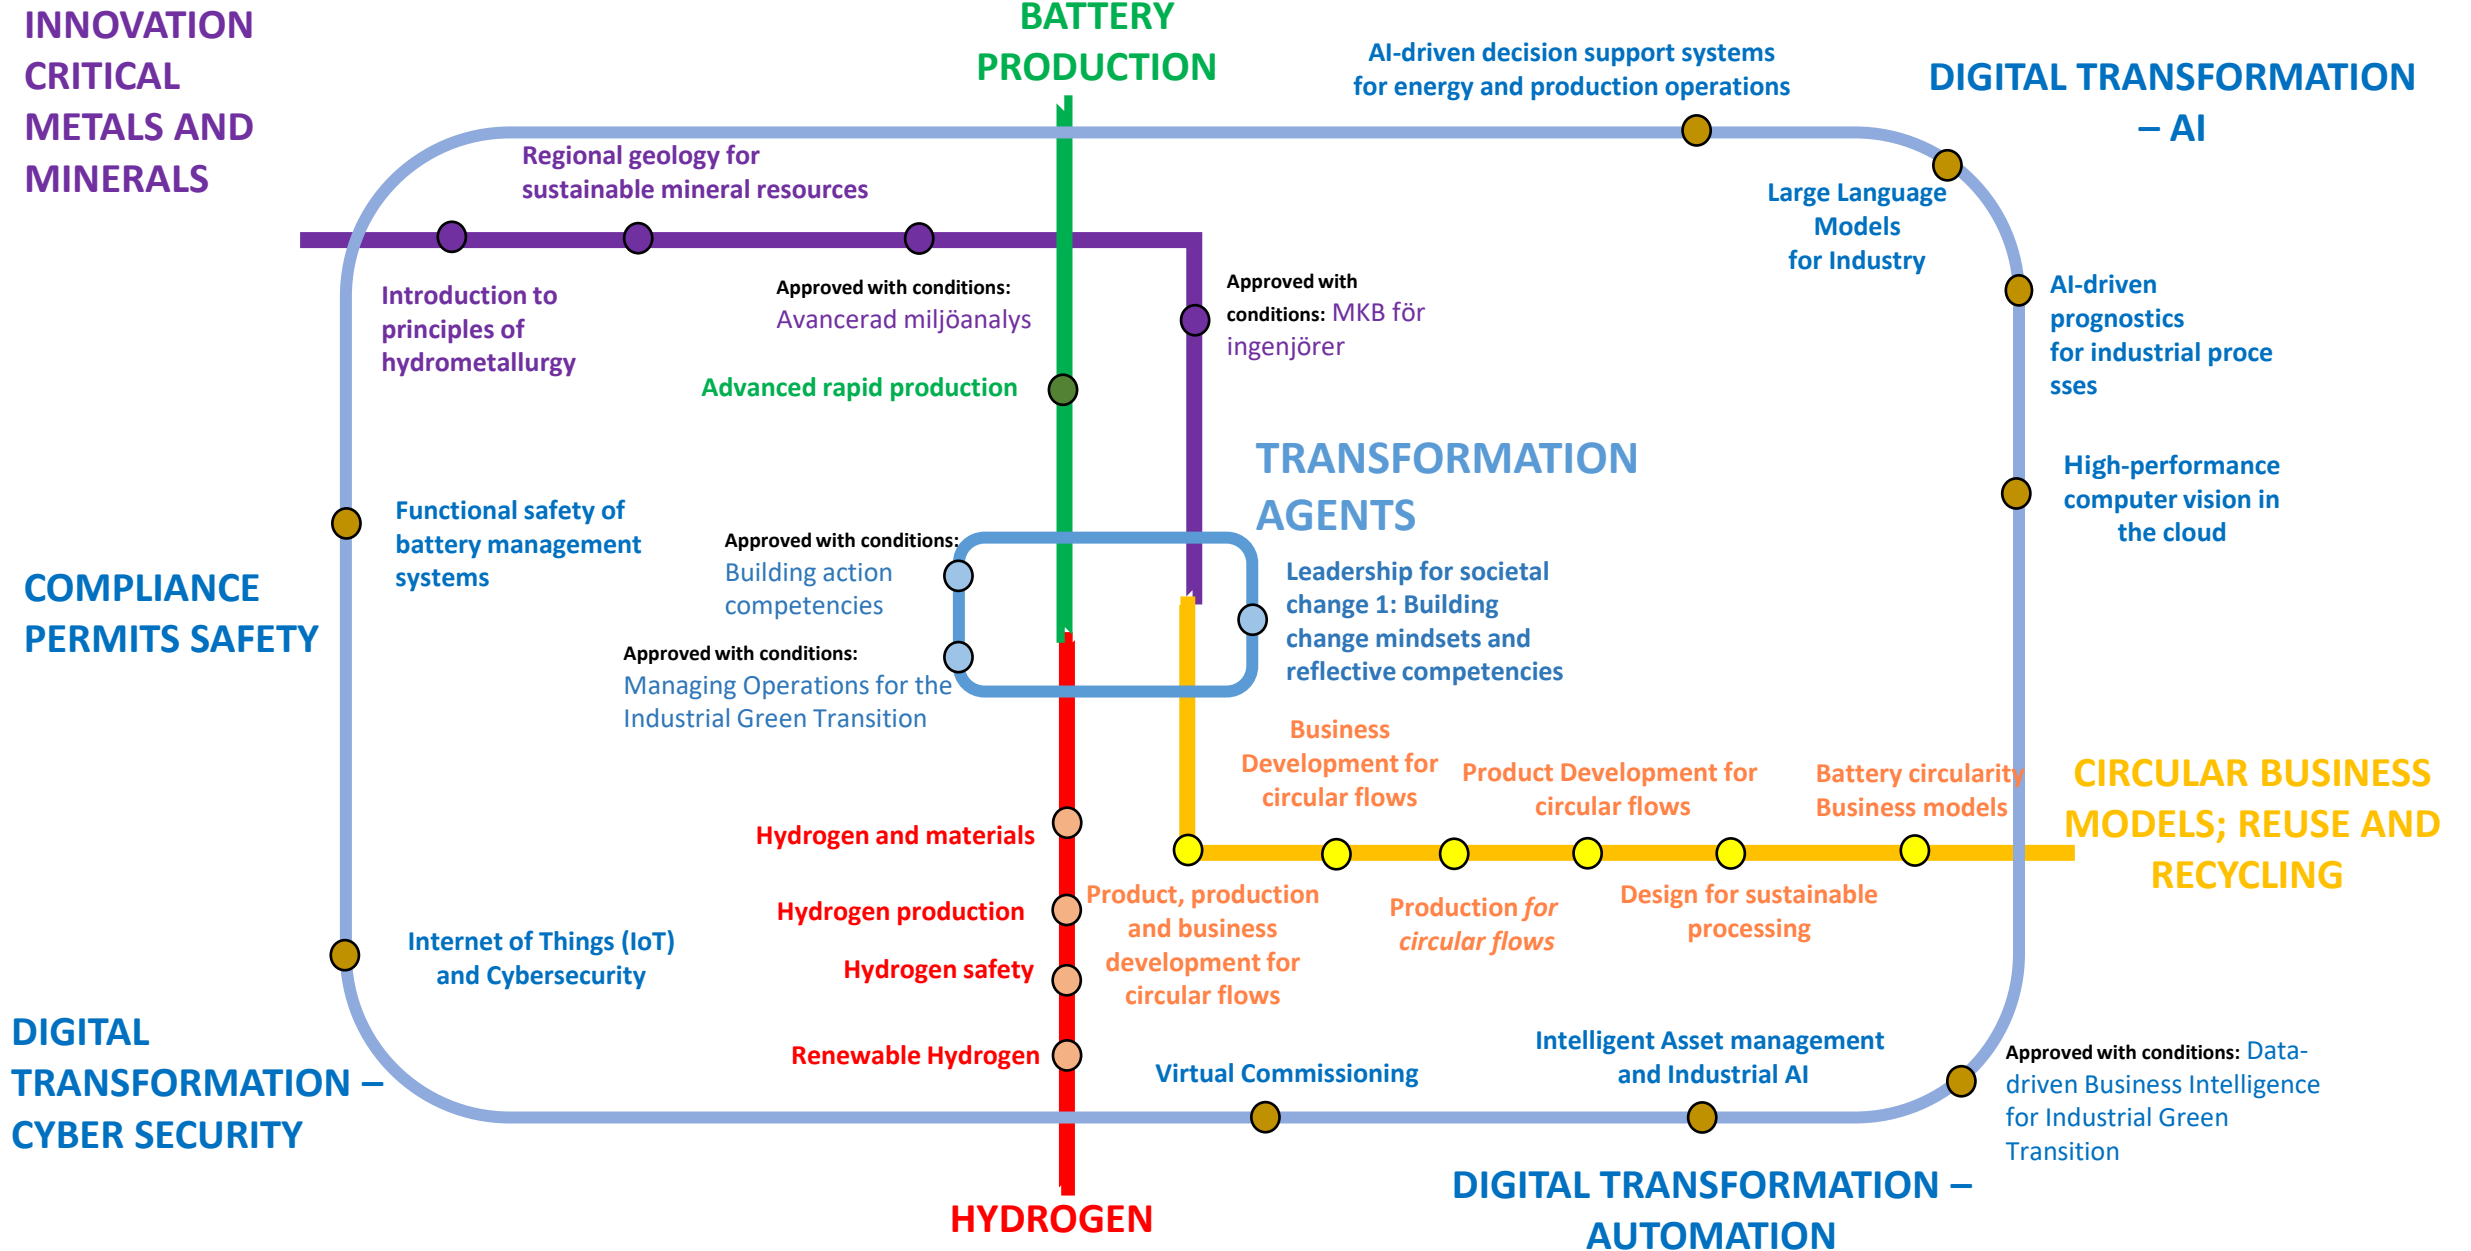 INNOVATION
CRITICAL
METALS AND
MINERALS
BATTERY
PRODUCTION
AI-driven decision support systems
for energy and production operations
DIGITAL TRANSFORMATION
– AI
Regional geology for
sustainable mineral resources
Large Language
Models
for Industry
Introduction to
principles of
hydrometallurgy
Approved with conditions:
Avancerad miljöanalys
Approved with
conditions: MKB för
ingenjörer
AI-driven
prognostics
for industrial proce
sses
Advanced rapid production
TRANSFORMATION
AGENTS
High-performance
computer vision in
the cloud
Functional safety of
battery management
systems
Approved with conditions:
Building action
competencies
Leadership for societal
change 1: Building
change mindsets and
reflective competencies
COMPLIANCE
PERMITS SAFETY
Approved with conditions:
Managing Operations for the
Industrial Green Transition
Business
Development for
circular flows
Product Development for
circular flows
Battery circularity
Business models
CIRCULAR BUSINESS
MODELS; REUSE AND
RECYCLING
Hydrogen and materials
Hydrogen production
Hydrogen safety
Renewable Hydrogen
Product, production
and business
development for
circular flows
Production for
circular flows
Design for sustainable
processing
Internet of Things (IoT)
and Cybersecurity
DIGITAL
TRANSFORMATION –
CYBER SECURITY
Virtual Commissioning
Intelligent Asset management
and Industrial AI
Approved with conditions: Data-
driven Business Intelligence
for Industrial Green
Transition
HYDROGEN
DIGITAL TRANSFORMATION –
AUTOMATION